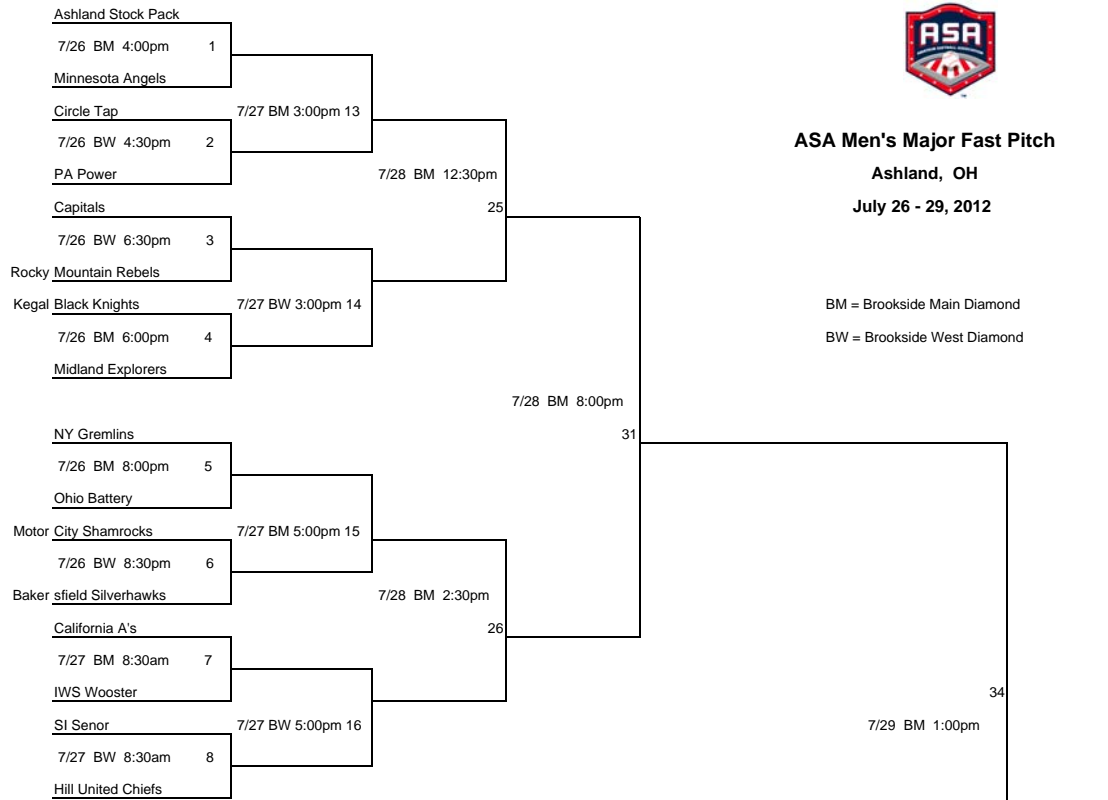 Ashland Stock Pack
7/26 BM 4:00pm 1
Minnesota Angels
Circle Tap
7/27 BM 3:00pm 13
7/26 BW 4:30pm 2
PA Power
7/28 BM 12:30pm
Capitals
25
7/26 BW 6:30pm 3
Rocky Mountain Rebels
Kegal Black Knights
7/27 BW 3:00pm 14
7/26 BM 6:00pm 4
Midland Explorers
7/28 BM 8:00pm
31
NY Gremlins
7/26 BM 8:00pm 5
Ohio Battery
Motor City Shamrocks
7/27 BM 5:00pm 15
7/26 BW 8:30pm 6
Baker sfield Silverhawks
7/28 BM 2:30pm
California A's
26
7/27 BM 8:30am 7
IWS Wooster
SI Senor
7/27 BW 5:00pm 16
7/27 BW 8:30am 8
Hill United Chiefs
34
7/29 BM 1:00pm
ASA
ASA Men's Major Fast Pitch
Ashland, OH
July 26 - 29, 2012
BM = Brookside Main Diamond
BW = Brookside West Diamond